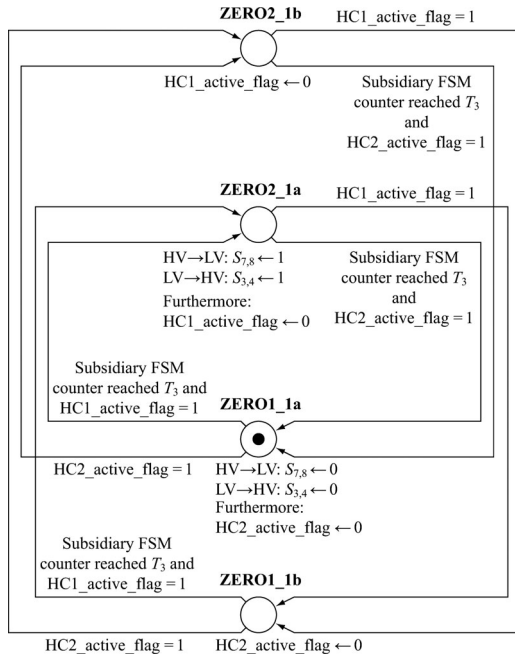 ZERO2_1b
HC1_active_flag = 1
HC1_active_flag ← 0
Subsidiary FSM
counter reached T3
and
HC2_active_flag = 1
ZERO2_1a
HC1_active_flag = 1
HV→LV: S7,8 ← 1
LV→HV: S3,4 ← 1
Furthermore:
HC1_active_flag ← 0
Subsidiary FSM
counter reached T3
and
HC2_active_flag = 1
Subsidiary FSM
counter reached T3 and
HC1_active_flag = 1
ZERO1_1a
HC2_active_flag = 1
HV→LV: S7,8 ← 0
LV→HV: S3,4 ← 0
Furthermore:
HC2_active_flag ← 0
Subsidiary FSM
counter reached T3 and
HC1_active_flag = 1
ZERO1_1b
HC2_active_flag = 1
HC2_active_flag ← 0